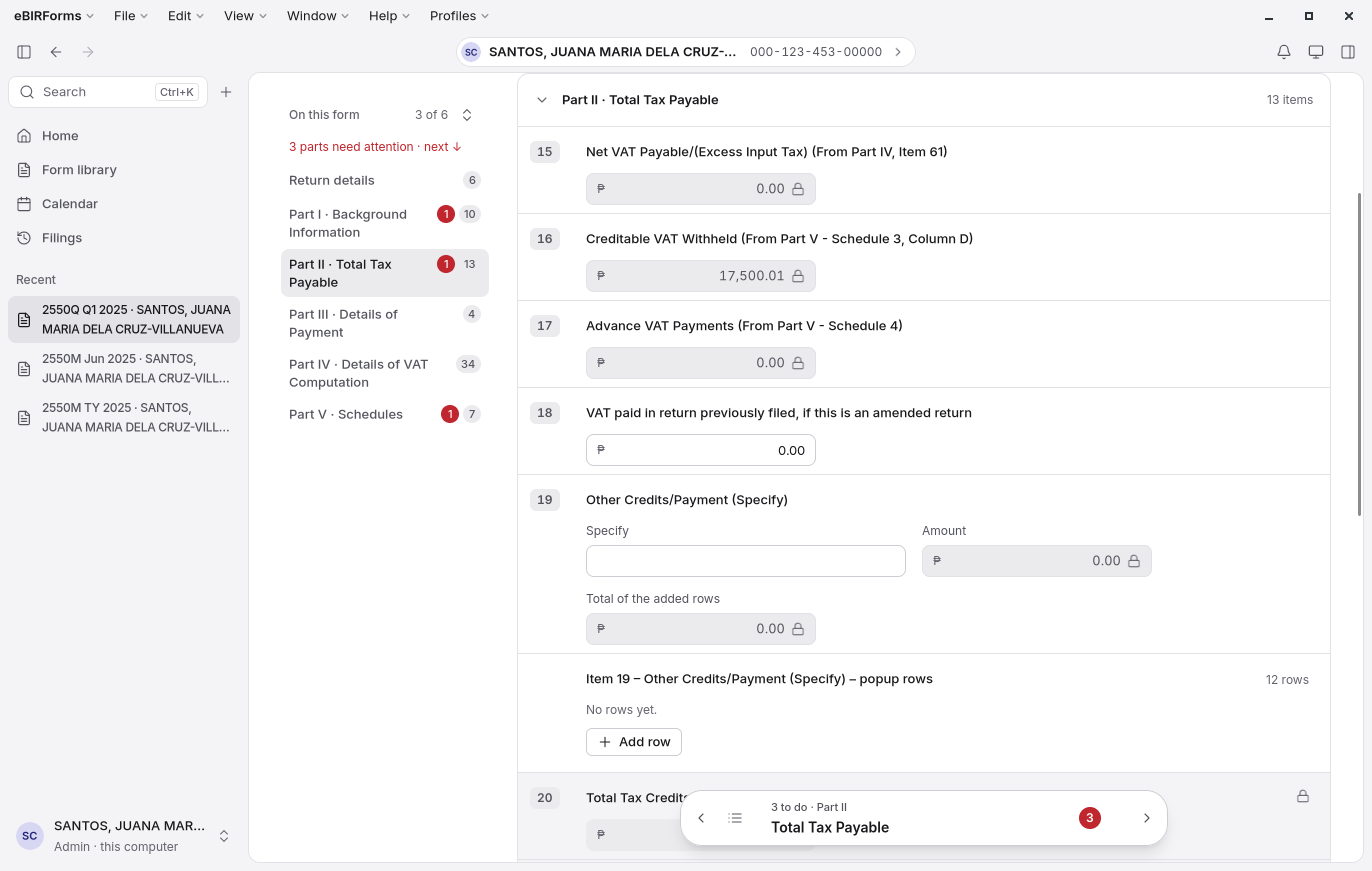 eBIRForms File Edit View Window Help Profiles
SC SANTOS, JUANA MARIA DELA CRUZ-... 000-123-453-00000
Search Ctrl+K
Home
Form library
Calendar
Filings
Recent
2550Q Q1 2025 · SANTOS, JUANA
MARIA DELA CRUZ-VILLANUEVA
2550M Jun 2025 · SANTOS,
JUANA MARIA DELA CRUZ-VILL...
2550M TY 2025 · SANTOS,
JUANA MARIA DELA CRUZ-VILL...
SC SANTOS, JUANA MAR...
Admin · this computer
On this form 3 of 6
3 parts need attention · next ↓
Return details 6
Part I · Background 1 10
Information
Part II · Total Tax 1 13
Payable
Part III · Details of 4
Payment
Part IV · Details of VAT 34
Computation
Part V · Schedules 1 7
Part II · Total Tax Payable 13 items
15 Net VAT Payable/(Excess Input Tax) (From Part IV, Item 61)
₱ 0.00
16 Creditable VAT Withheld (From Part V - Schedule 3, Column D)
₱ 17,500.01
17 Advance VAT Payments (From Part V - Schedule 4)
₱ 0.00
18 VAT paid in return previously filed, if this is an amended return
₱ 0.00
19 Other Credits/Payment (Specify)
Specify Amount
₱ 0.00
Total of the added rows
₱ 0.00
Item 19 – Other Credits/Payment (Specify) – popup rows 12 rows
No rows yet.
Add row
20 Total Tax Credits
₱
3 to do · Part II
Total Tax Payable 3